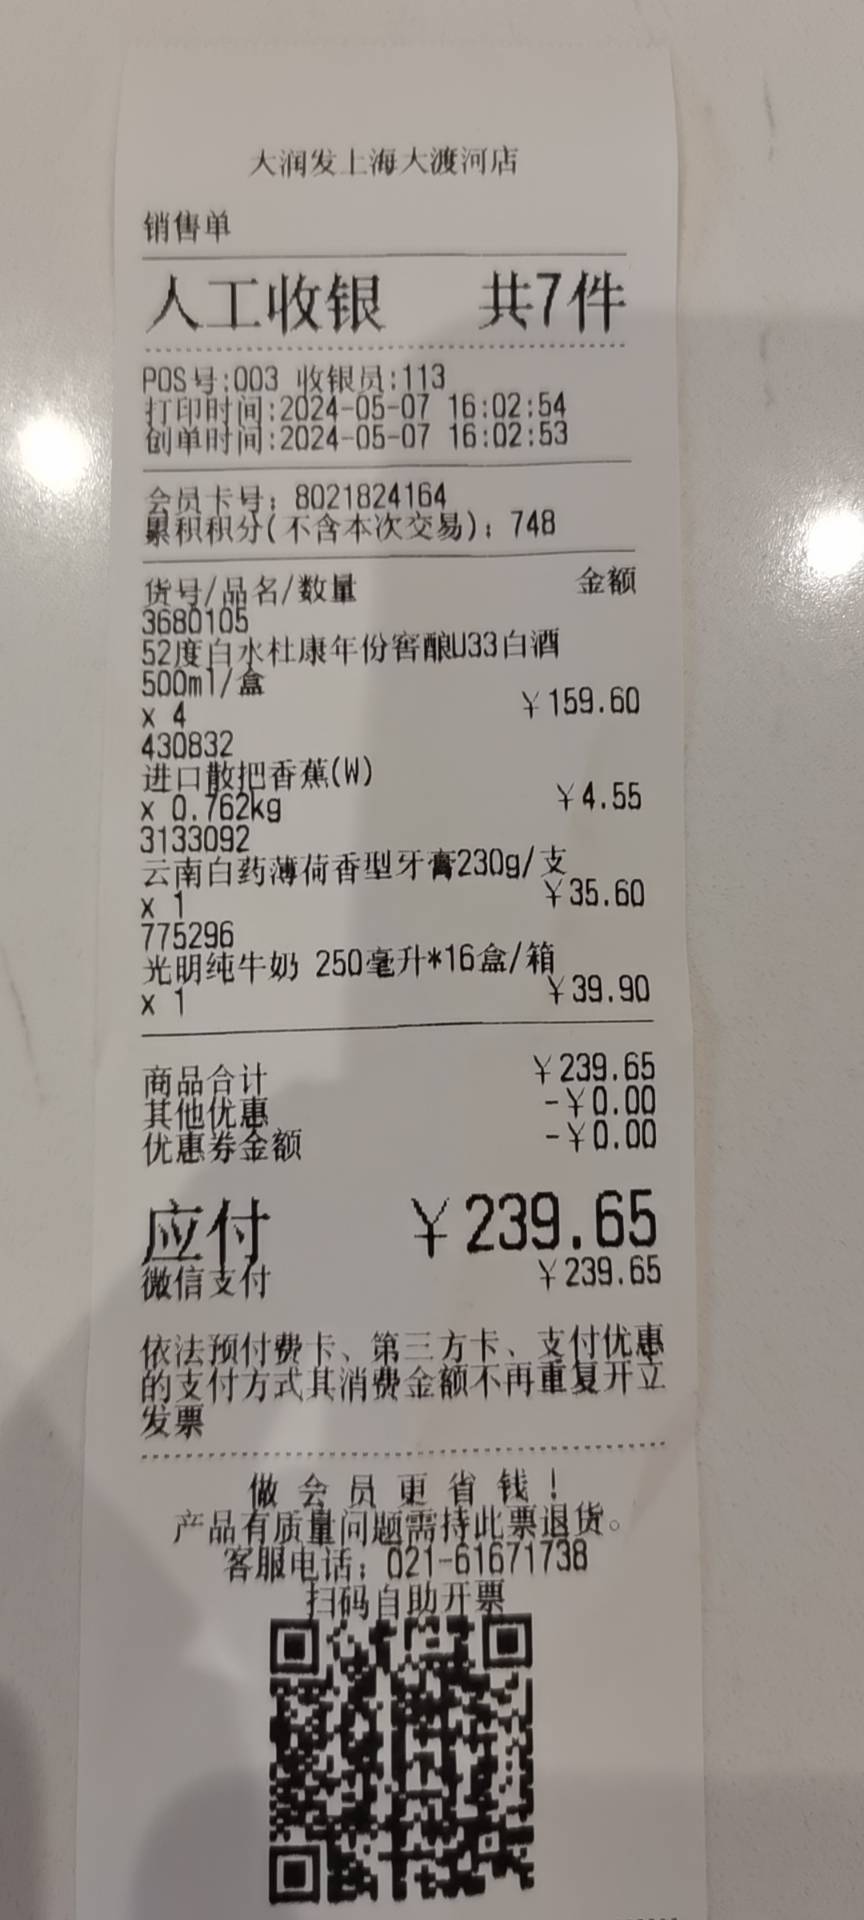 大润发上海大渡河店
销售单
人工收银 共7件
POS号:003 收银员:113
打印时间:2024-05-07 16:02:54
创单时间:2024-05-07 16:02:53
会员卡号：8021824164
累积积分(不含本次交易)：748
货号/品名/数量 金额
3680105
52度白水杜康年份窖酿U33白酒
500ml/盒
x 4 ￥159.60
430832
进口散把香蕉(W)
x 0.762kg ￥4.55
3133092
云南白药薄荷香型牙膏230g/支
x 1 ￥35.60
775296
光明纯牛奶 250毫升*16盒/箱
x 1 ￥39.90
商品合计 ￥239.65
其他优惠 -￥0.00
优惠券金额 -￥0.00
应付 ￥239.65
微信支付 ￥239.65
依法预付费卡、第三方卡、支付优惠
的支付方式其消费金额不再重复开立
发票
做会员更省钱！
产品有质量问题需持此票退货。
客服电话：021-61671738
扫码自助开票